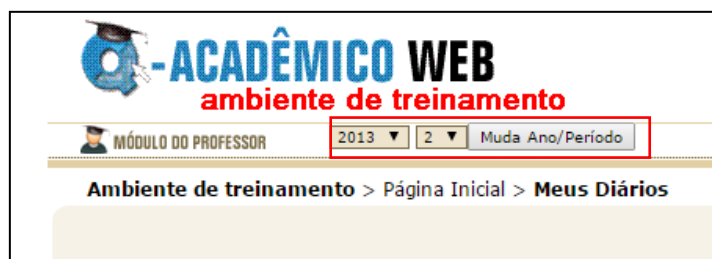 Q-ACADÊMICO WEB
ambiente de treinamento
MÓDULO DO PROFESSOR 2013 ▼ 2 ▼ Muda Ano/Período
Ambiente de treinamento > Página Inicial > Meus Diários